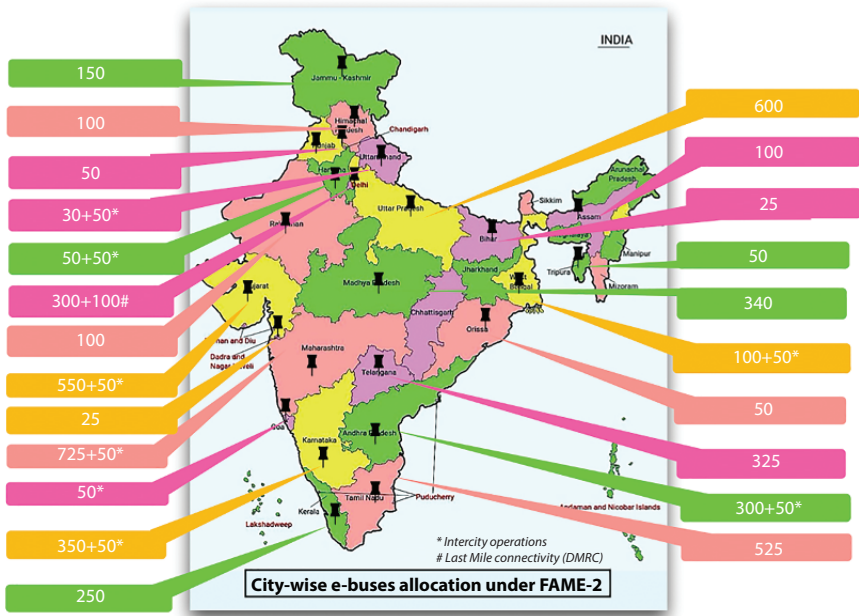 INDIA
150
100
50
30+50*
50+50*
300+100#
100
550+50*
25
725+50*
50*
350+50*
250
600
100
25
50
340
100+50*
50
325
300+50*
525
Jammu - Kashmir
Himachal
Pradesh
Chandigarh
Punjab
Uttarakhand
Haryana
Delhi
Rajasthan
Uttar Pradesh
Sikkim
Arunachal
Pradesh
Assam
Meghalaya
Bihar
Manipur
Tripura
Mizoram
Jharkhand
West
Bengal
Gujarat
Madhya Pradesh
Chhattisgarh
Orissa
Daman and Diu
Dadra and
Nagar Haveli
Maharashtra
Telangana
Goa
Karnataka
Andhra Pradesh
Tamil Nadu
Puducherry
Kerala
Lakshadweep
Andaman and Nicobar Islands
* Intercity operations
# Last Mile connectivity (DMRC)
City-wise e-buses allocation under FAME-2